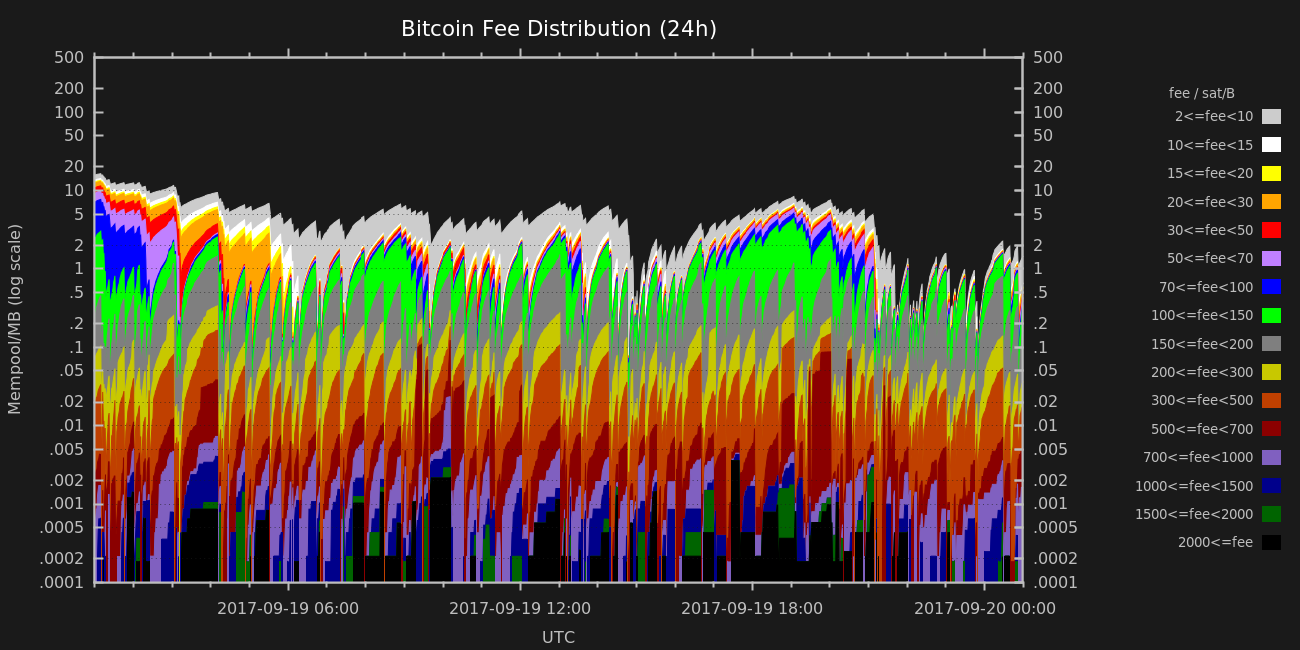 Bitcoin Fee Distribution (24h)
500
200
100
50
20
10
5
2
1
.5
.2
.1
.05
.02
.01
.005
.002
.001
.0005
.0002
.0001
Mempool/MB (log scale)
500
200
100
50
20
10
5
2
1
.5
.2
.1
.05
.02
.01
.005
.002
.001
.0005
.0002
.0001
2017-09-19 06:00
2017-09-19 12:00
2017-09-19 18:00
2017-09-20 00:00
UTC
fee / sat/B
2<=fee<10
10<=fee<15
15<=fee<20
20<=fee<30
30<=fee<50
50<=fee<70
70<=fee<100
100<=fee<150
150<=fee<200
200<=fee<300
300<=fee<500
500<=fee<700
700<=fee<1000
1000<=fee<1500
1500<=fee<2000
2000<=fee